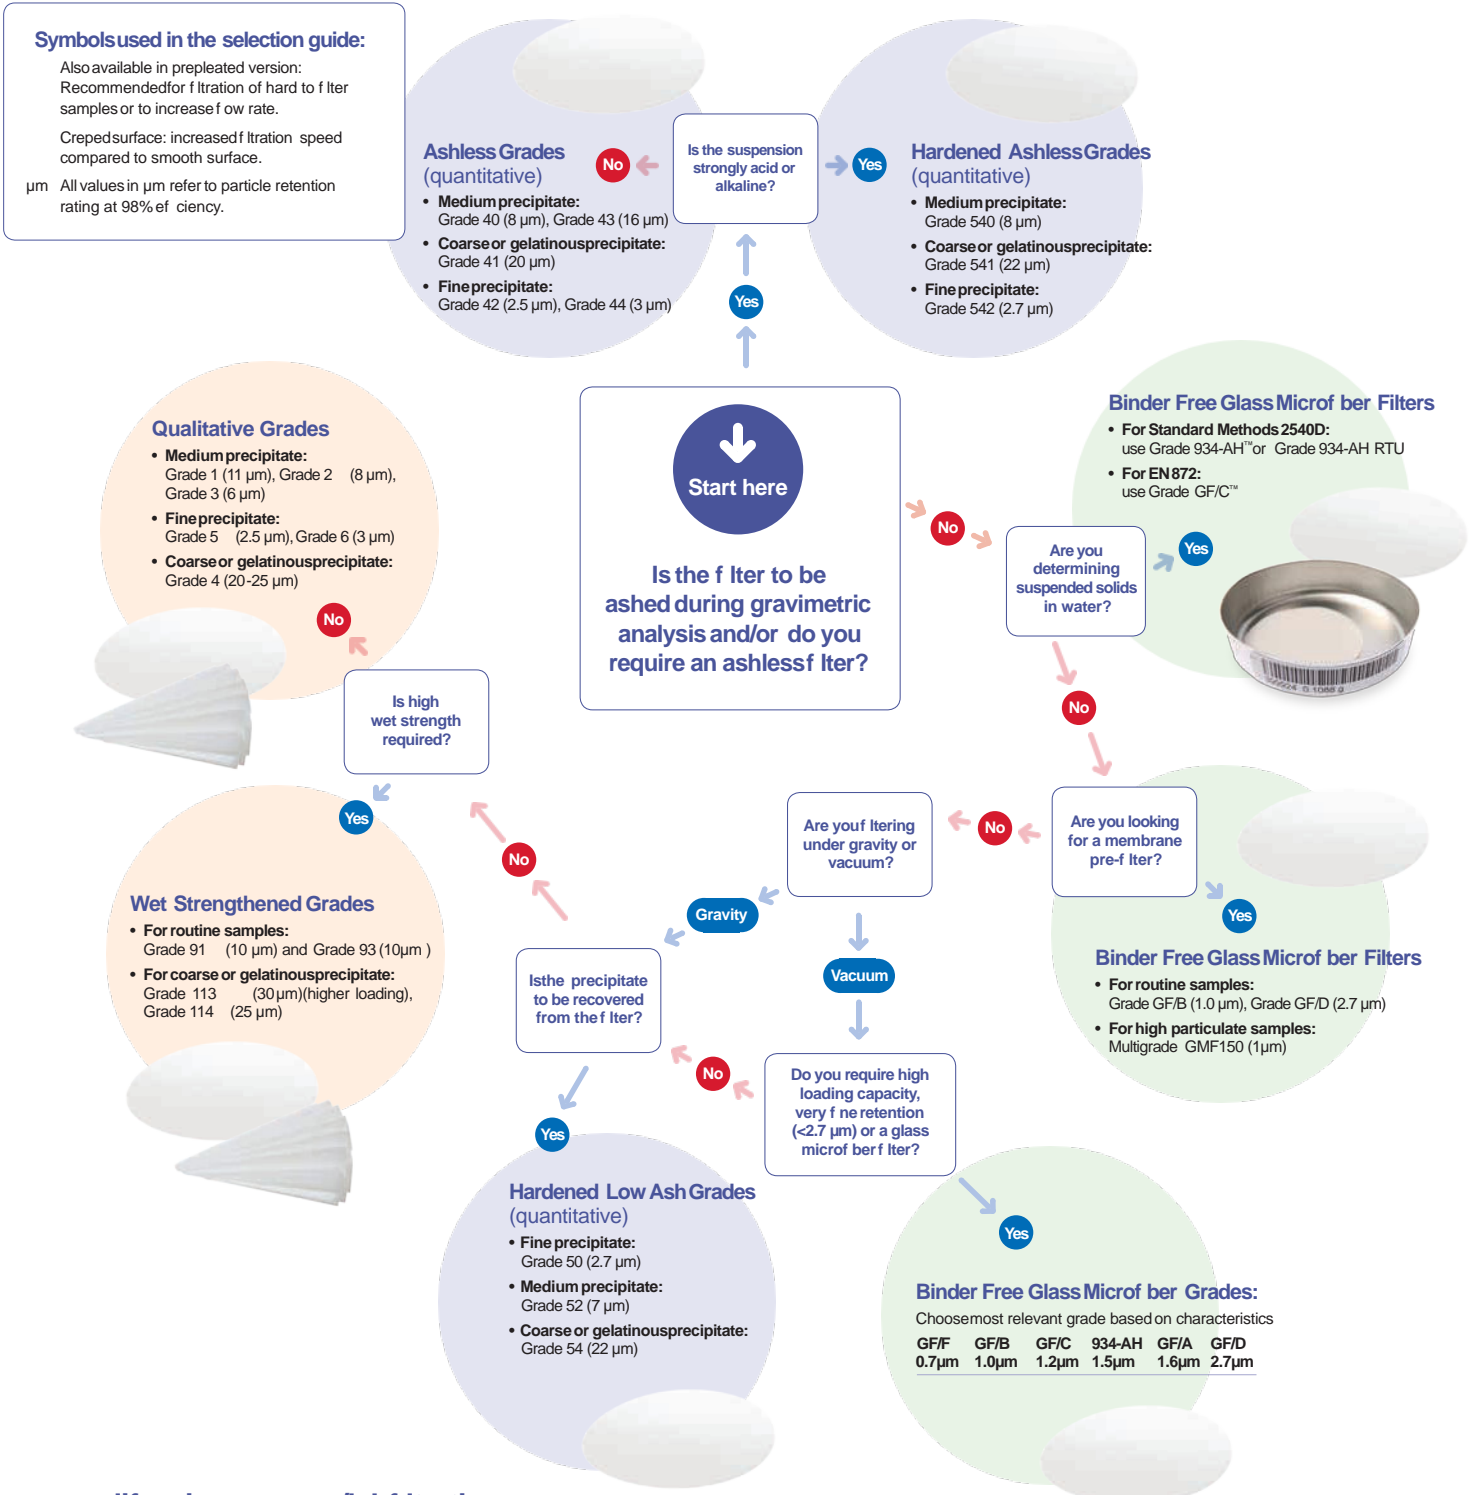 Symbols used in the selection guide:
Also available in prepleated version:
Recommended for f ltration of hard to f lter
samples or to increase f ow rate.
Creped surface: increased f ltration speed
compared to smooth surface.
µm All values in µm refer to particle retention
rating at 98% ef ciency.
Ashless Grades
(quantitative)
• Medium precipitate:
Grade 40 (8 µm), Grade 43 (16 µm)
• Coarse or gelatinous precipitate:
Grade 41 (20 µm)
• Fine precipitate:
Grade 42 (2.5 µm), Grade 44 (3 µm)
No
Is the suspension
strongly acid or
alkaline?
Yes
Hardened Ashless Grades
(quantitative)
• Medium precipitate:
Grade 540 (8 µm)
• Coarse or gelatinous precipitate:
Grade 541 (22 µm)
• Fine precipitate:
Grade 542 (2.7 µm)
Yes
Start here
Is the f lter to be
ashed during gravimetric
analysis and/or do you
require an ashless f lter?
No
Are you
determining
suspended solids
in water?
Yes
Binder Free Glass Microf ber Filters
• For Standard Methods 2540D:
use Grade 934-AH™ or Grade 934-AH RTU
• For EN 872:
use Grade GF/C™
No
Are you looking
for a membrane
pre-f lter?
Yes
Binder Free Glass Microf ber Filters
• For routine samples:
Grade GF/B (1.0 µm), Grade GF/D (2.7 µm)
• For high particulate samples:
Multigrade GMF150 (1µm)
No
Are you f ltering
under gravity or
vacuum?
Gravity
Vacuum
Do you require high
loading capacity,
very f ne retention
(<2.7 µm) or a glass
microf ber f lter?
Yes
Binder Free Glass Microf ber Grades:
Choose most relevant grade based on characteristics
GF/F GF/B GF/C 934-AH GF/A GF/D
0.7µm 1.0µm 1.2µm 1.5µm 1.6µm 2.7µm
No
Is the precipitate
to be recovered
from the f lter?
Yes
Hardened Low Ash Grades
(quantitative)
• Fine precipitate:
Grade 50 (2.7 µm)
• Medium precipitate:
Grade 52 (7 µm)
• Coarse or gelatinous precipitate:
Grade 54 (22 µm)
No
Is high
wet strength
required?
No
Qualitative Grades
• Medium precipitate:
Grade 1 (11 µm), Grade 2 (8 µm),
Grade 3 (6 µm)
• Fine precipitate:
Grade 5 (2.5 µm), Grade 6 (3 µm)
• Coarse or gelatinous precipitate:
Grade 4 (20-25 µm)
Yes
Wet Strengthened Grades
• For routine samples:
Grade 91 (10 µm) and Grade 93 (10µm )
• For coarse or gelatinous precipitate:
Grade 113 (30 µm)(higher loading),
Grade 114 (25 µm)